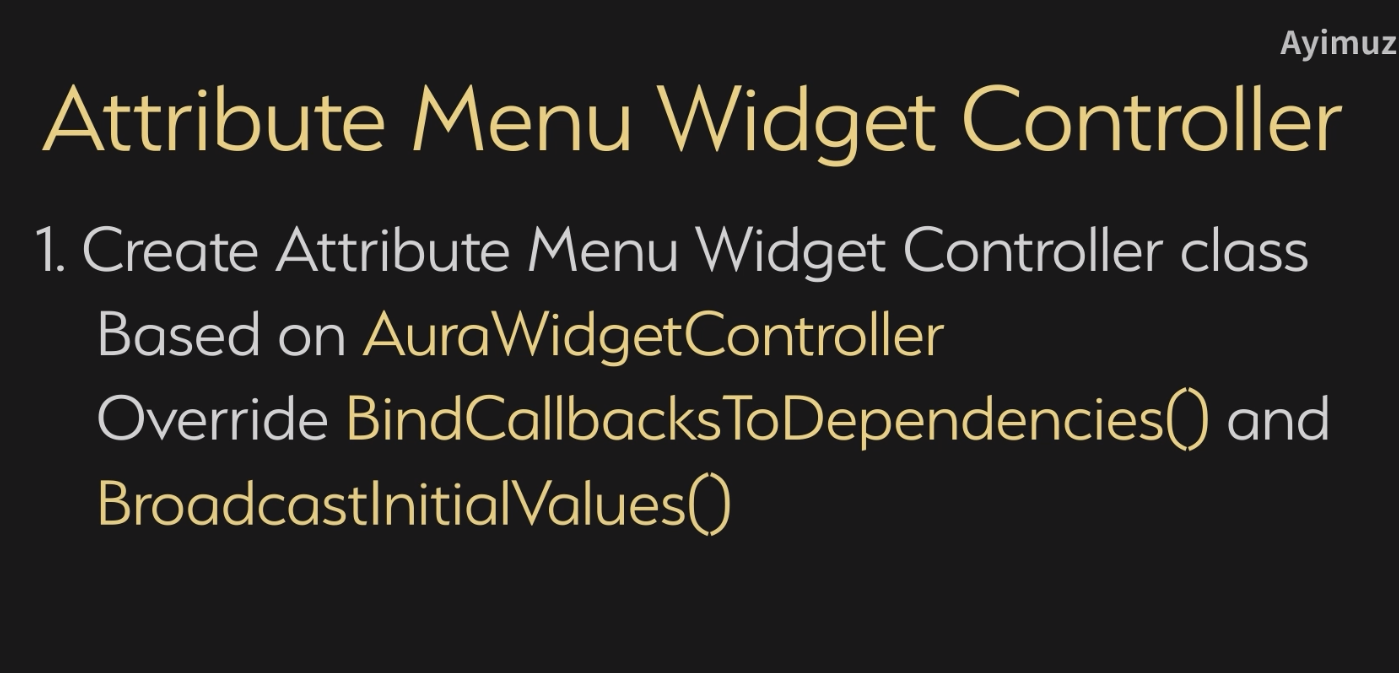 Ayimuz
Attribute Menu Widget Controller
1. Create Attribute Menu Widget Controller class
Based on AuraWidgetController
Override BindCallbacksToDependencies() and
BroadcastInitialValues()